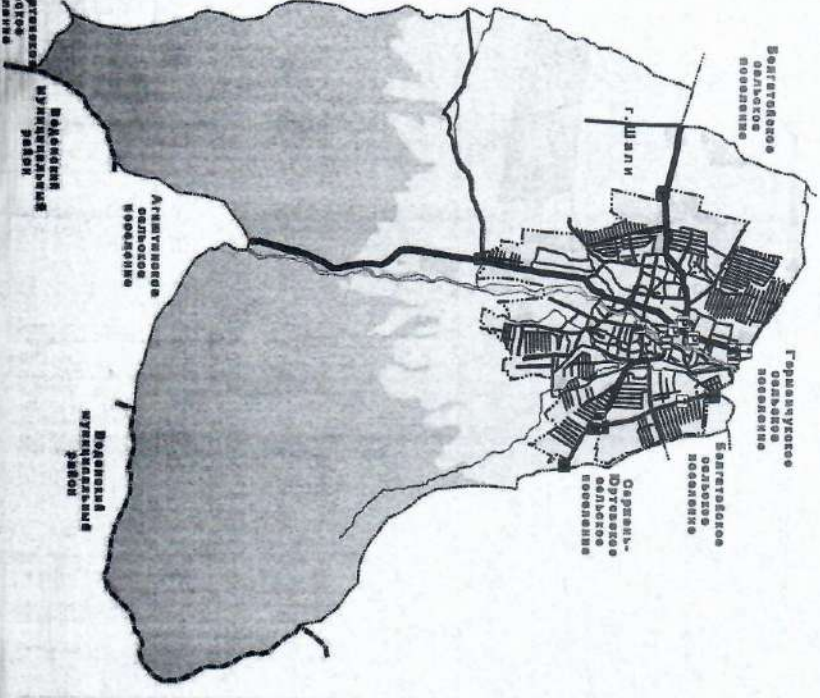 Белгатойское
сельское
поселение
г. Шали
Герменчукское
сельское
поселение
Белгатойское
сельское
поселение
Сержень-
Юртовское
сельское
поселение
Агиштинское
сельское
поселение
Веденский
муниципальный
район
Веденский
муниципальный
район